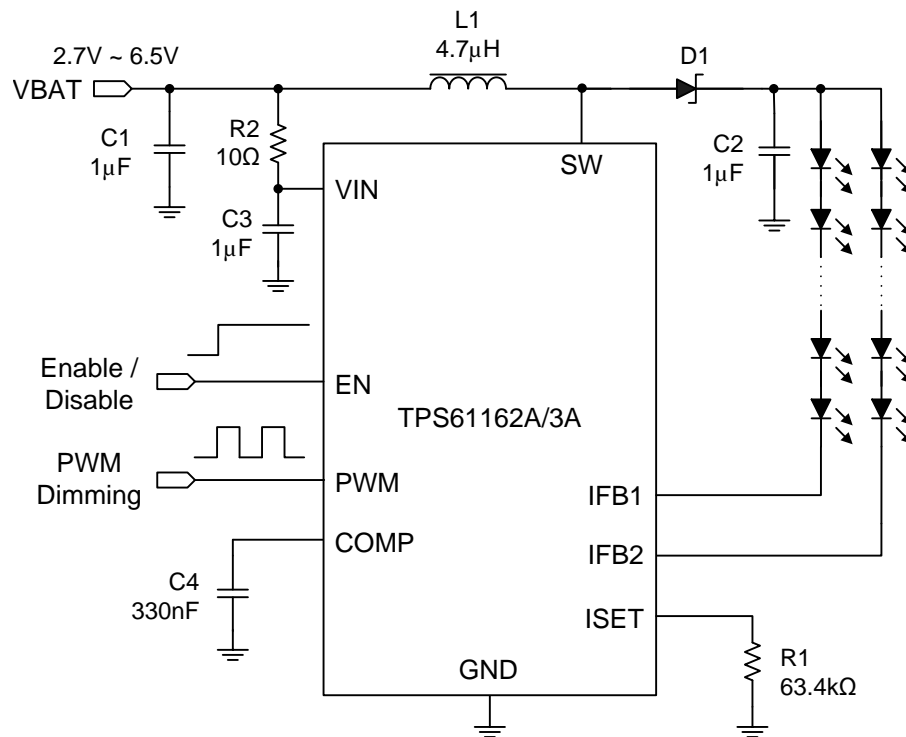 L1
4.7μH
2.7V ~ 6.5V
VBAT
D1
C1
1μF
R2
10Ω
C2
1μF
SW
VIN
C3
1μF
Enable /
Disable
EN
TPS61162A/3A
PWM
Dimming
PWM
IFB1
COMP
IFB2
C4
330nF
ISET
R1
63.4kΩ
GND